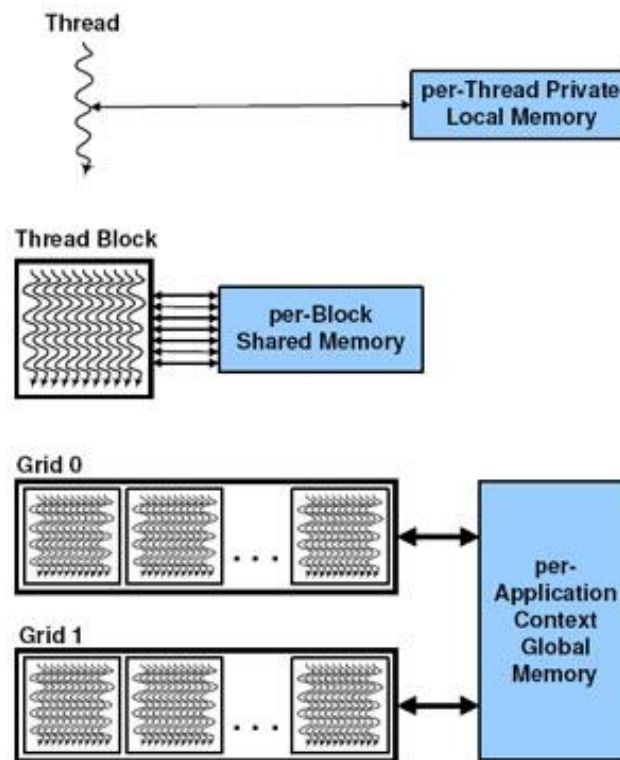 Thread
per-Thread Private
Local Memory
Thread Block
per-Block
Shared Memory
Grid 0
. . .
per-
Application
Context
Global
Memory
Grid 1
. . .